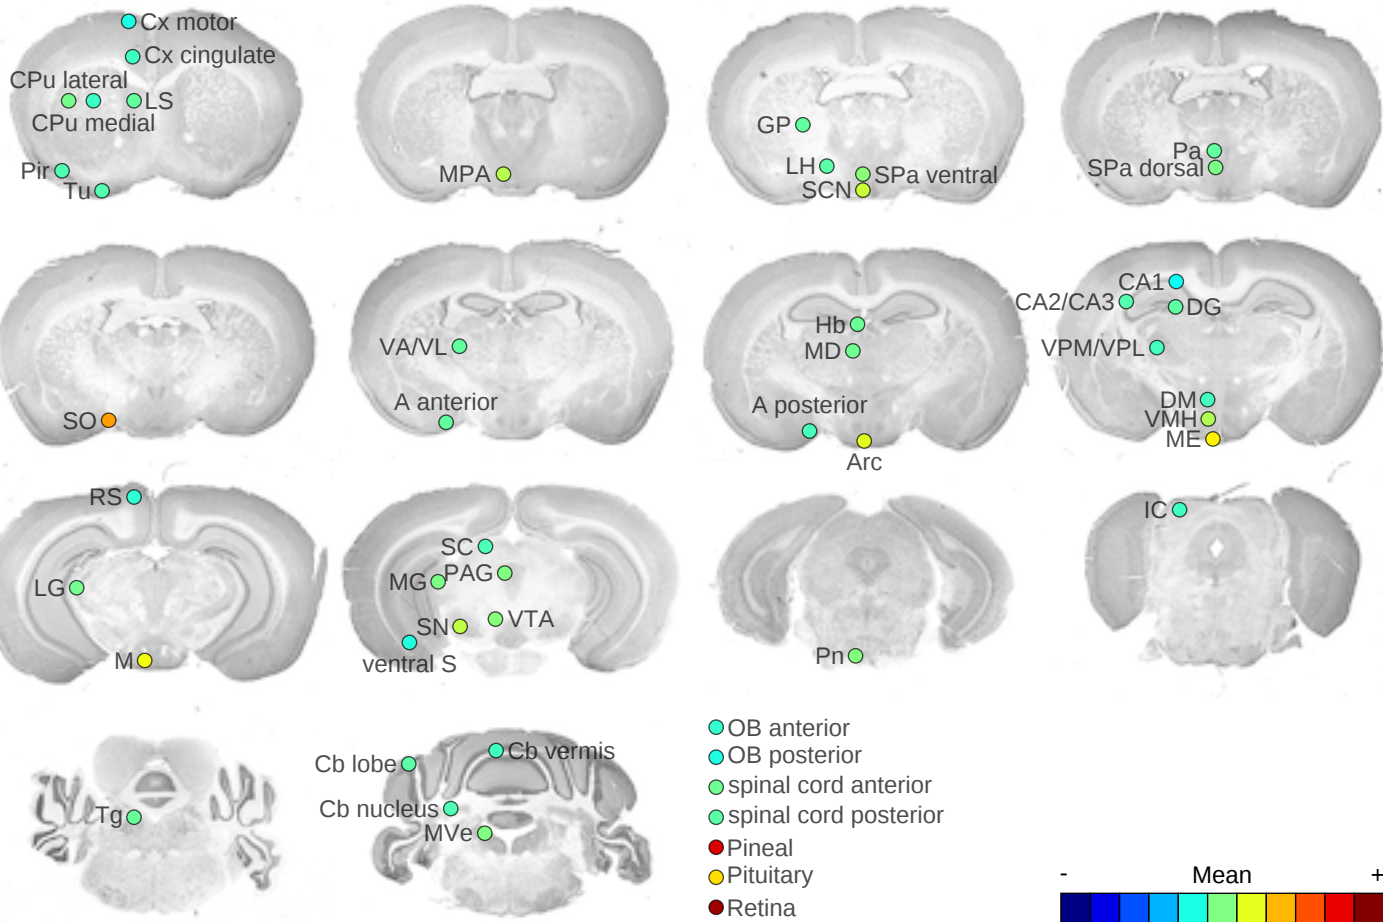 Cx motor
Cx cingulate
CPu lateral
LS
CPu medial
Pir
Tu
MPA
GP
LH
SPa ventral
SCN
Pa
SPa dorsal
SO
VA/VL
A anterior
Hb
MD
A posterior
Arc
CA1
CA2/CA3
DG
VPM/VPL
DM
VMH
ME
RS
LG
M
SC
MG
PAG
SN
VTA
ventral S
Pn
IC
Tg
Cb lobe
Cb vermis
Cb nucleus
MVe
OB anterior
OB posterior
spinal cord anterior
spinal cord posterior
Pineal
Pituitary
Retina
- Mean +